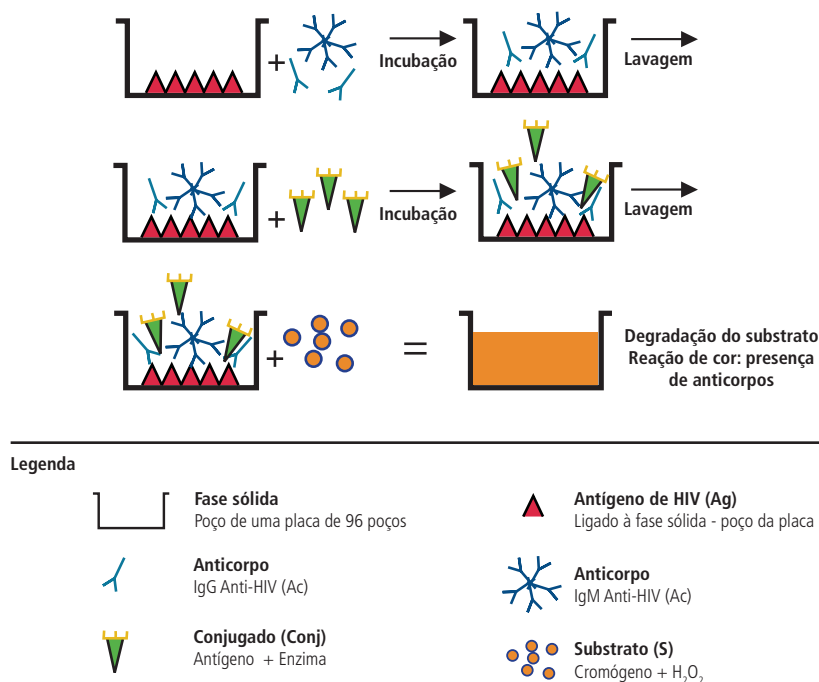 +
Incubação
Lavagem
+
Incubação
Lavagem
+
=
Degradação do substrato
Reação de cor: presença
de anticorpos
Legenda
Fase sólida
Poço de uma placa de 96 poços
Antígeno de HIV (Ag)
Ligado à fase sólida - poço da placa
Anticorpo
IgG Anti-HIV (Ac)
Anticorpo
IgM Anti-HIV (Ac)
Conjugado (Conj)
Antígeno + Enzima
Substrato (S)
Cromógeno + H₂O₂